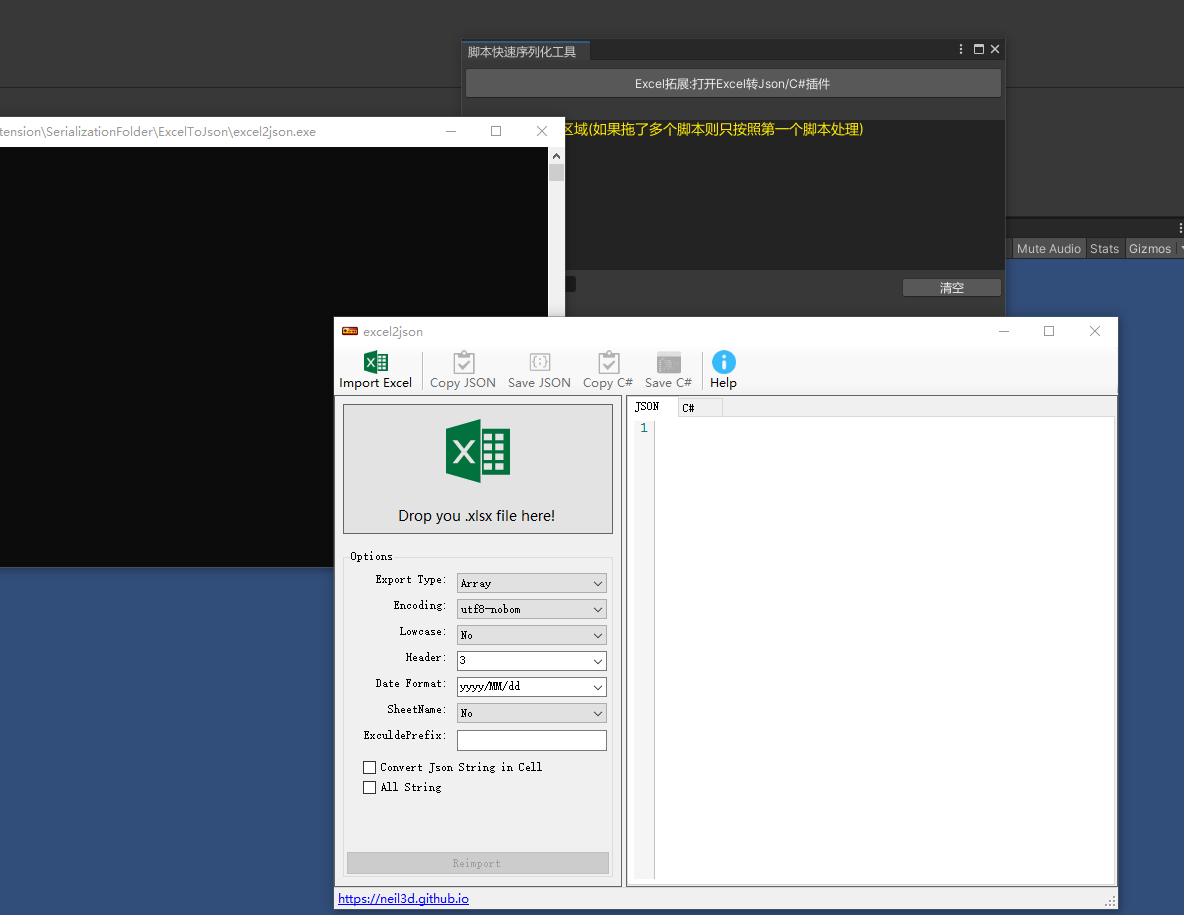 脚本快速序列化工具
Excel拓展:打开Excel转Json/C#插件
tension\SerializationFolder\ExcelToJson\excel2json.exe
区域(如果拖了多个脚本则只按照第一个脚本处理)
Mute Audio
Stats
Gizmos
清空
excel2json
Import Excel
Copy JSON
Save JSON
Copy C#
Save C#
Help
Drop you .xlsx file here!
Options
Export Type: Array
Encoding: utf8-nobom
Lowcase: No
Header: 3
Date Format: yyyy/MM/dd
SheetName: No
ExculdePrefix:
Convert Json String in Cell
All String
Reimport
JSON
C#
1
https://neil3d.github.io